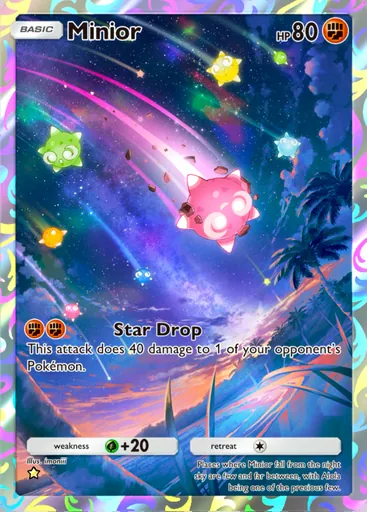 BASIC Minior HP 80
Star Drop
This attack does 40 damage to 1 of your opponent's
Pokémon.
weakness +20 retreat
Illus. imoniii
Places where Minior fall from the night
sky are few and far between, with Alola
being one of the precious few.